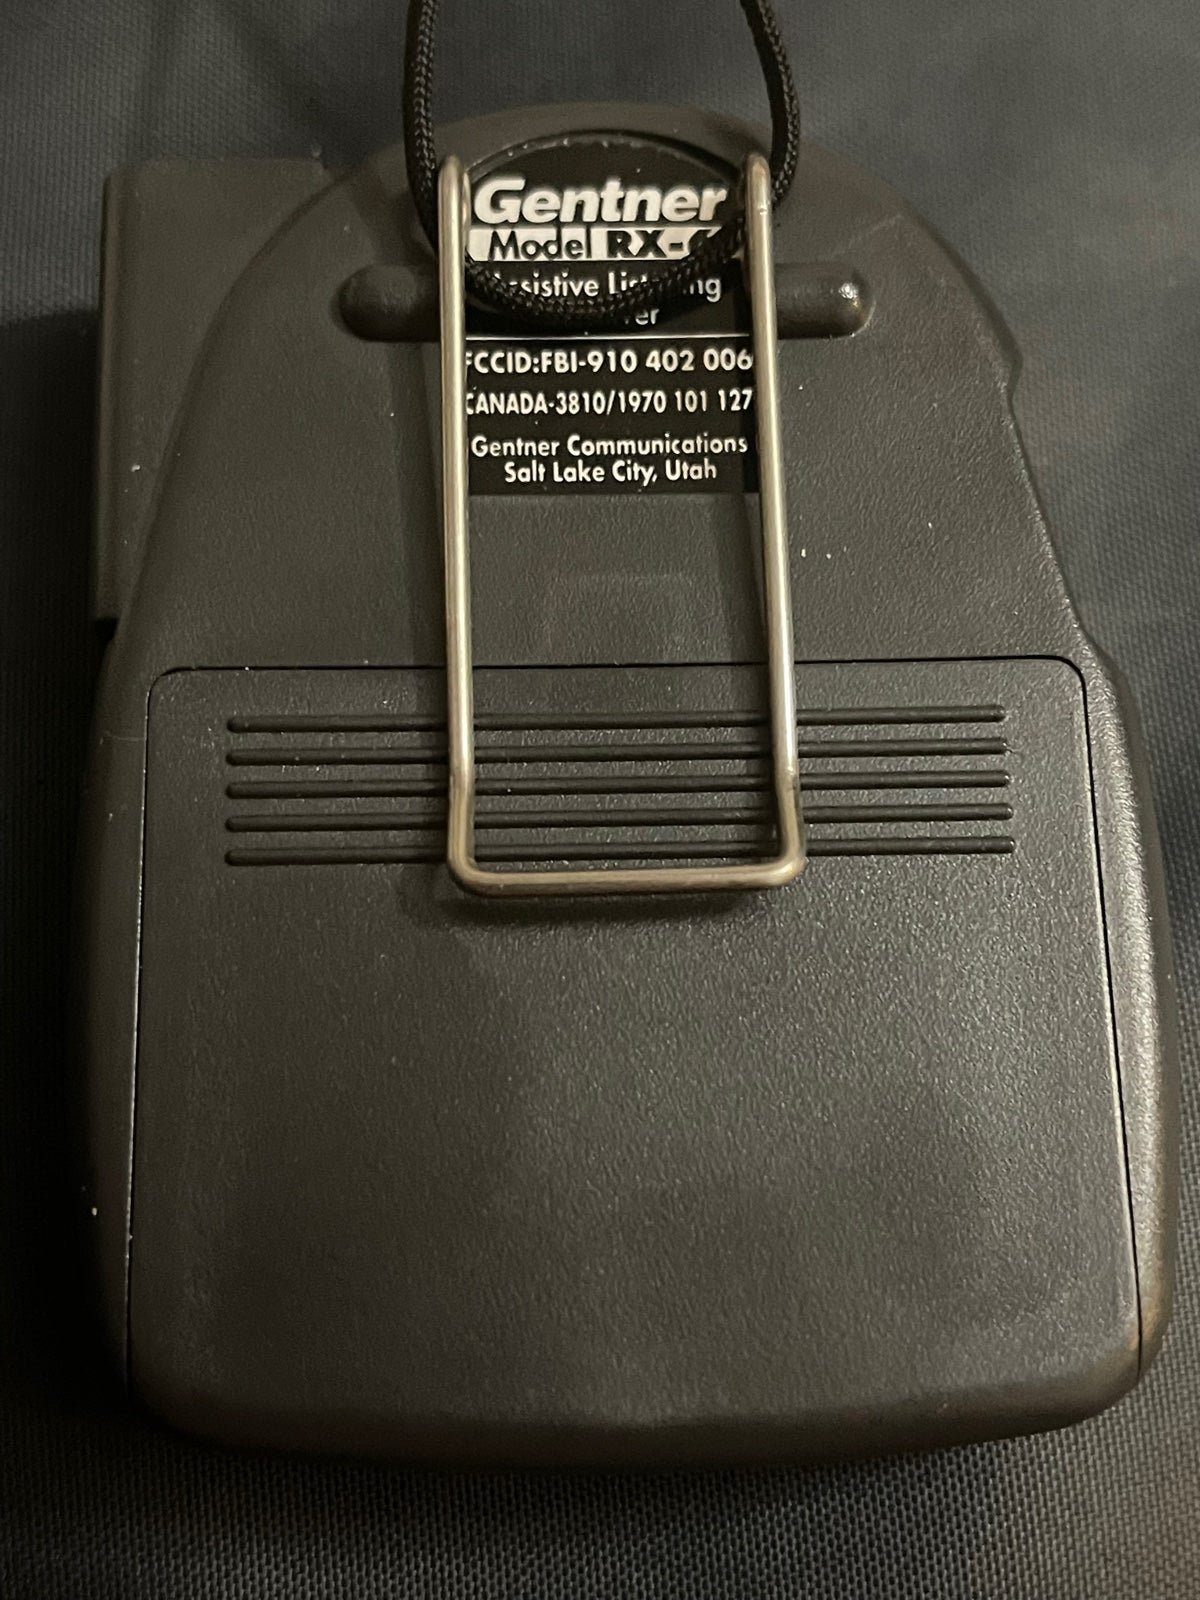 Gentner
Model RX-
FCCID:FBI-910 402 006
CANADA-3810/1970 101 127
Gentner Communications
Salt Lake City, Utah